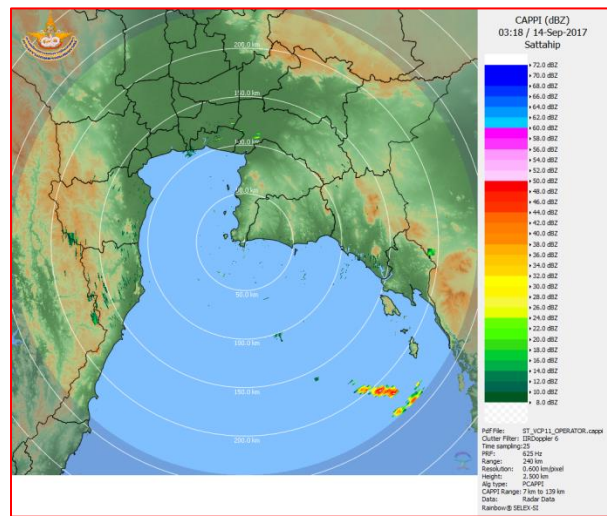 CAPPI (dBZ)
03:18 / 14-Sep-2017
Sattahip
72.0 dBZ
70.0 dBZ
68.0 dBZ
66.0 dBZ
64.0 dBZ
62.0 dBZ
60.0 dBZ
58.0 dBZ
56.0 dBZ
54.0 dBZ
52.0 dBZ
50.0 dBZ
48.0 dBZ
46.0 dBZ
44.0 dBZ
42.0 dBZ
40.0 dBZ
38.0 dBZ
36.0 dBZ
34.0 dBZ
32.0 dBZ
30.0 dBZ
28.0 dBZ
26.0 dBZ
24.0 dBZ
22.0 dBZ
20.0 dBZ
18.0 dBZ
16.0 dBZ
14.0 dBZ
12.0 dBZ
10.0 dBZ
8.0 dBZ
Pdf File: ST_VCP11_OPERATOR.cappi
Clutter Filter: IIRDoppler 6
Time sampling:25
PRF: 625 Hz
Range: 240 km
Resolution: 0.600 km/pixel
Height: 2.500 km
Alg type: PCAPPI
CAPPI Range: 7 km to 139 km
Data: Radar Data
Rainbow® SELEX-SI
200.0 km
150.0 km
100.0 km
50.0 km
50.0 km
100.0 km
150.0 km
200.0 km